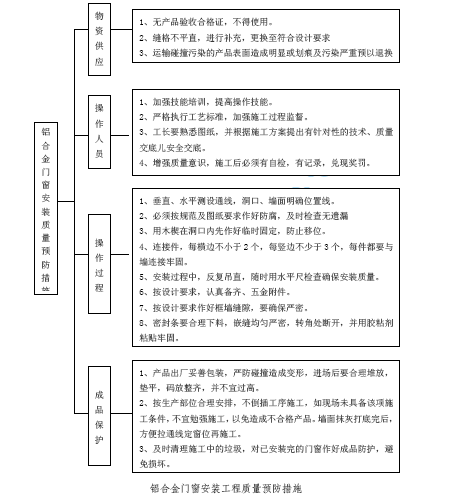 铝合金门窗安装质量预防措施
物资供应
1、无产品验收合格证，不得使用。
2、缝格不平直，进行补充，更换至符合设计要求
3、运输碰撞污染的产品表面造成明显或划痕及污染严重预以退换
操作人员
1、加强技能培训，提高操作技能。
2、严格执行工艺标准，加强施工过程监督。
3、工长要熟悉图纸，并根据施工方案提出有针对性的技术、质量
交底儿安全交底。
4、增强质量意识，施工后必须有自检，有记录，兑现奖罚。
操作过程
1、垂直、水平测设通线，洞口、墙面明确位置线。
2、必须按规范及图纸要求作好防腐，及时检查无遗漏
3、用木楔在洞口内先作好临时固定，防止移位。
4、连接件，每横边不小于 2 个，每竖边不少于 3 个，每件都要与
墙连接牢固。
5、安装过程中，反复吊直，随时用水平尺检查确保安装质量。
6、按设计要求，认真备齐、五金附件。
7、按设计要求作好框墙缝隙，要确保严密。
8、密封条要合理下料，嵌缝均匀严密，转角处断开，并用胶粘剂
粘贴牢固。
成品保护
1、产品出厂妥善包装，严防碰撞造成变形，进场后要合理堆放，
垫平，码放整齐，并不宜过高。
2、按生产部位合理安排，不倒插工序施工，如现场未具备该项施
工条件，不宜勉强施工，以免造成不合格产品。墙面抹灰打底完后，
方便拉通线定窗位再施工。
3、及时清理施工中的垃圾，对已安装完的门窗作好成品防护，避
免损坏。
铝合金门窗安装工程质量预防措施